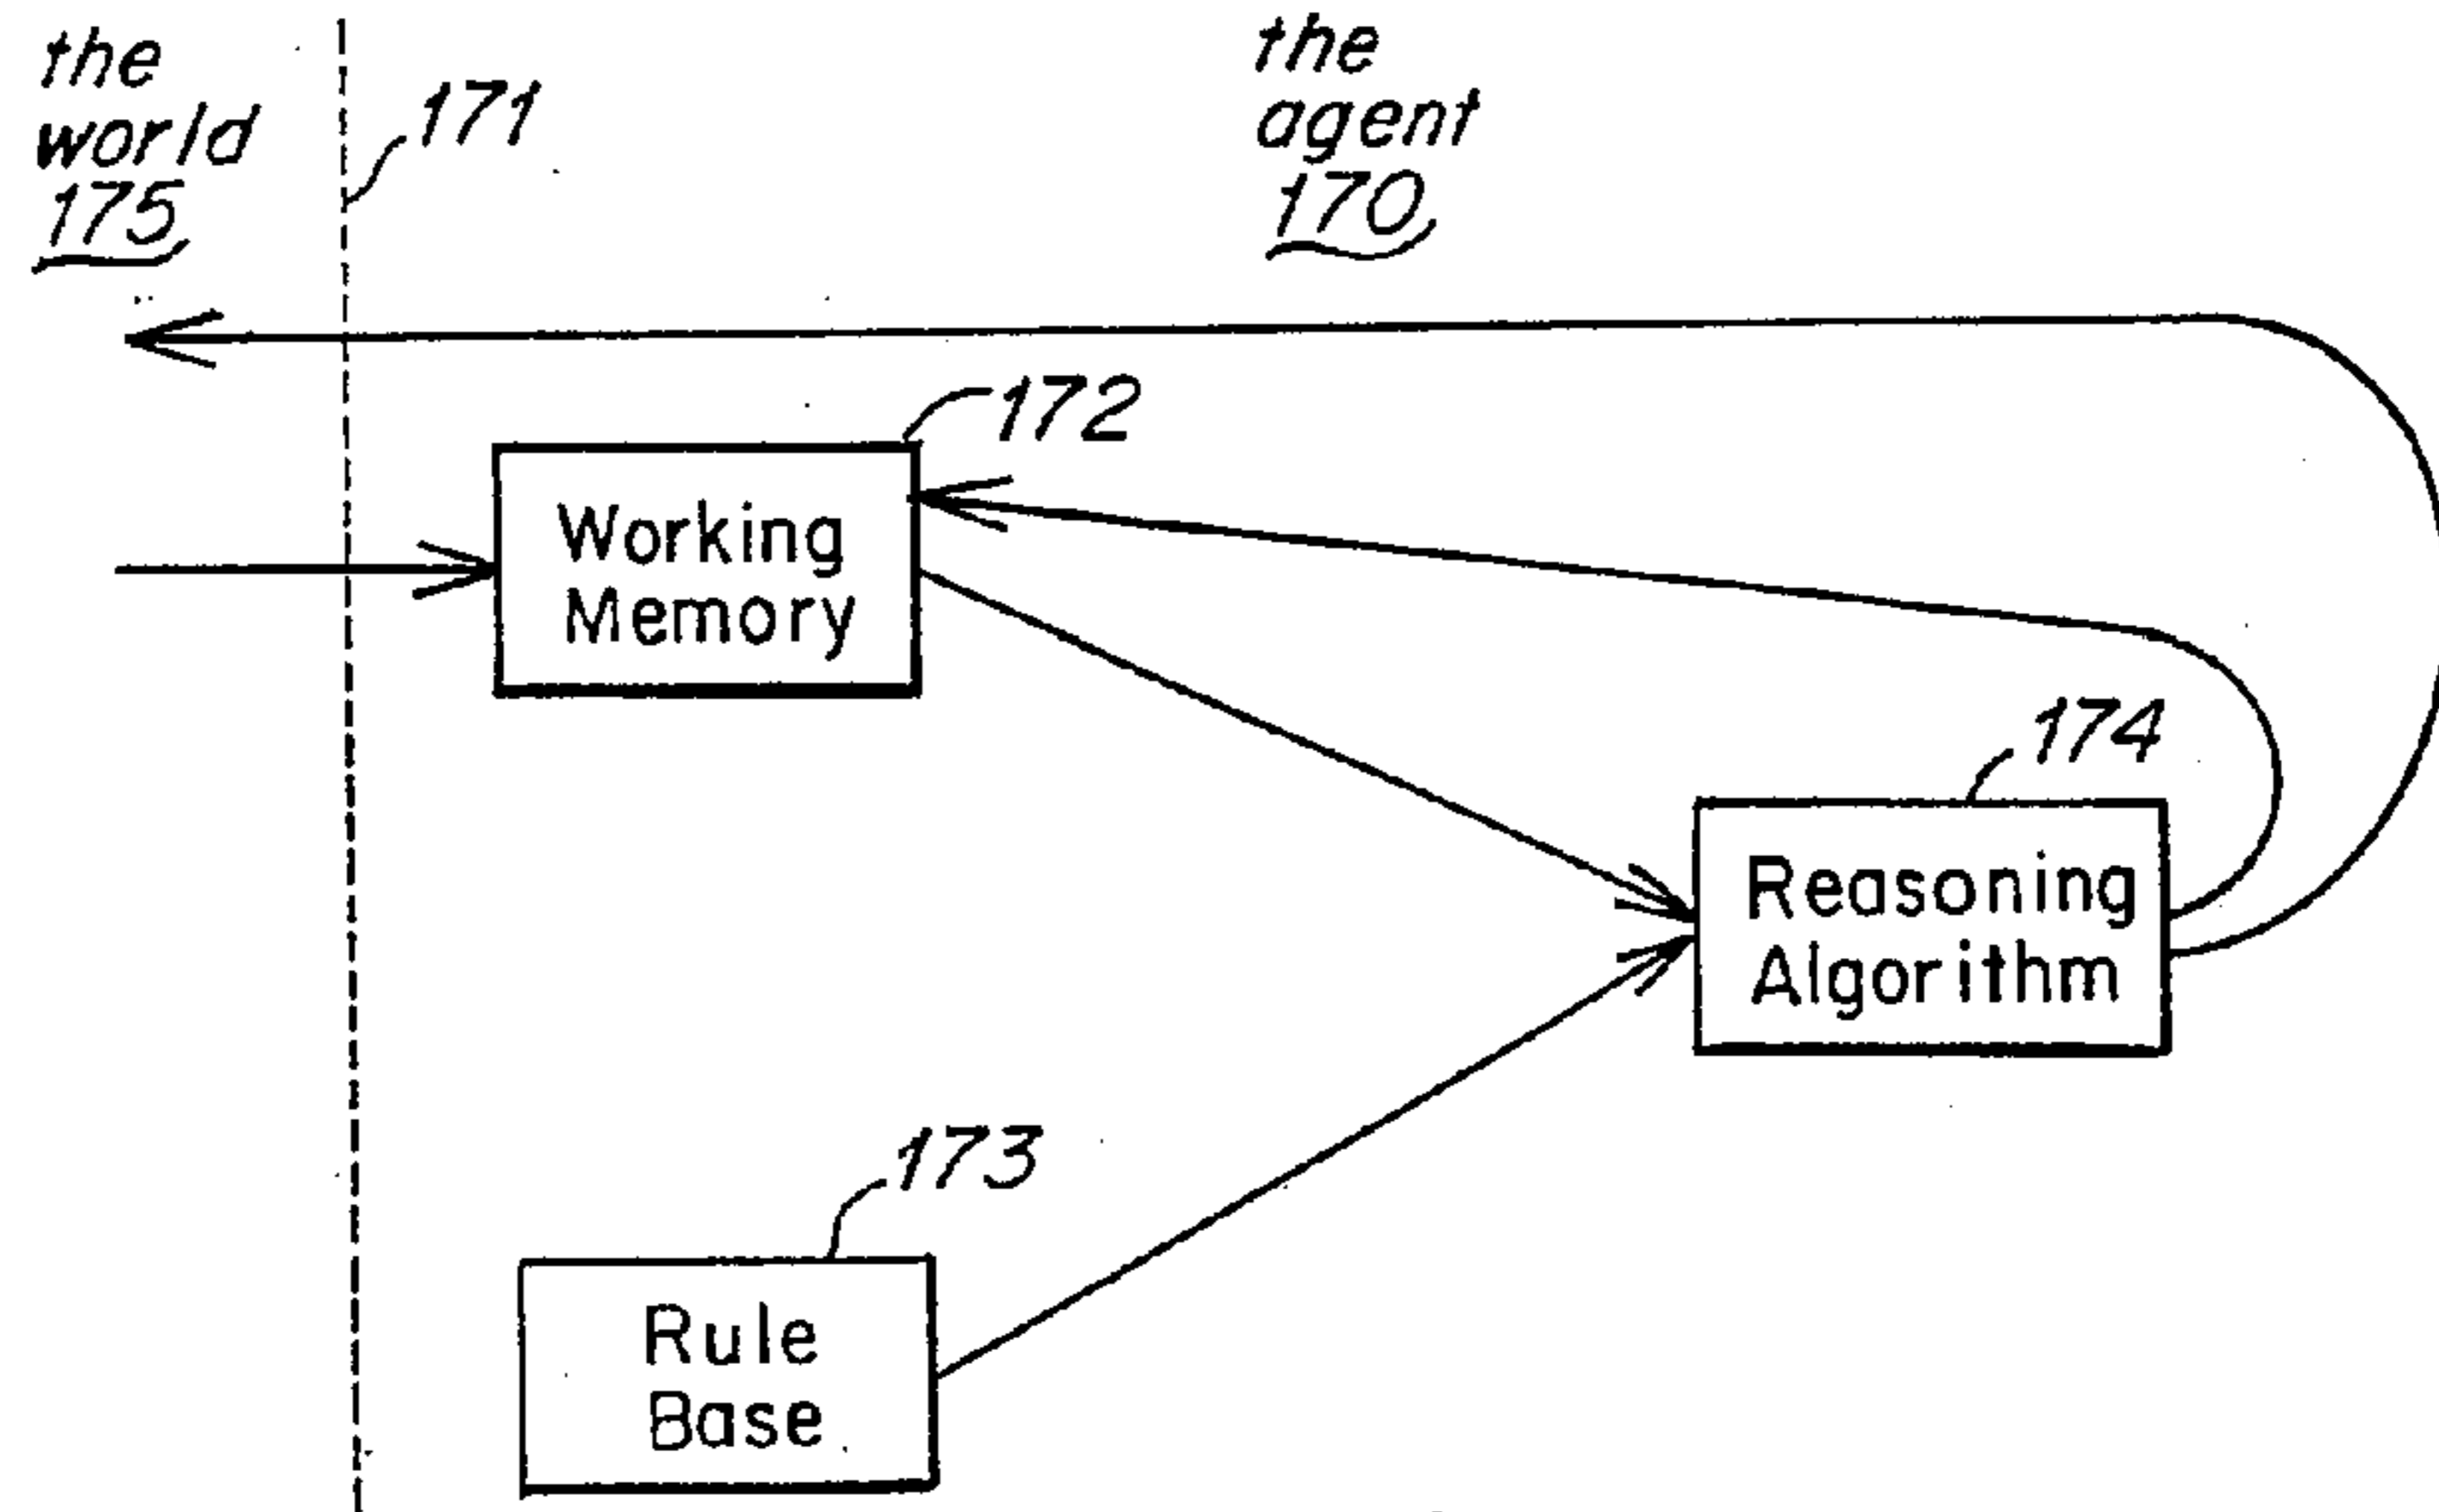 the
world
175
171
the
agent
170
172
Working
Memory
174
Reasoning
Algorithm
173
Rule
Base